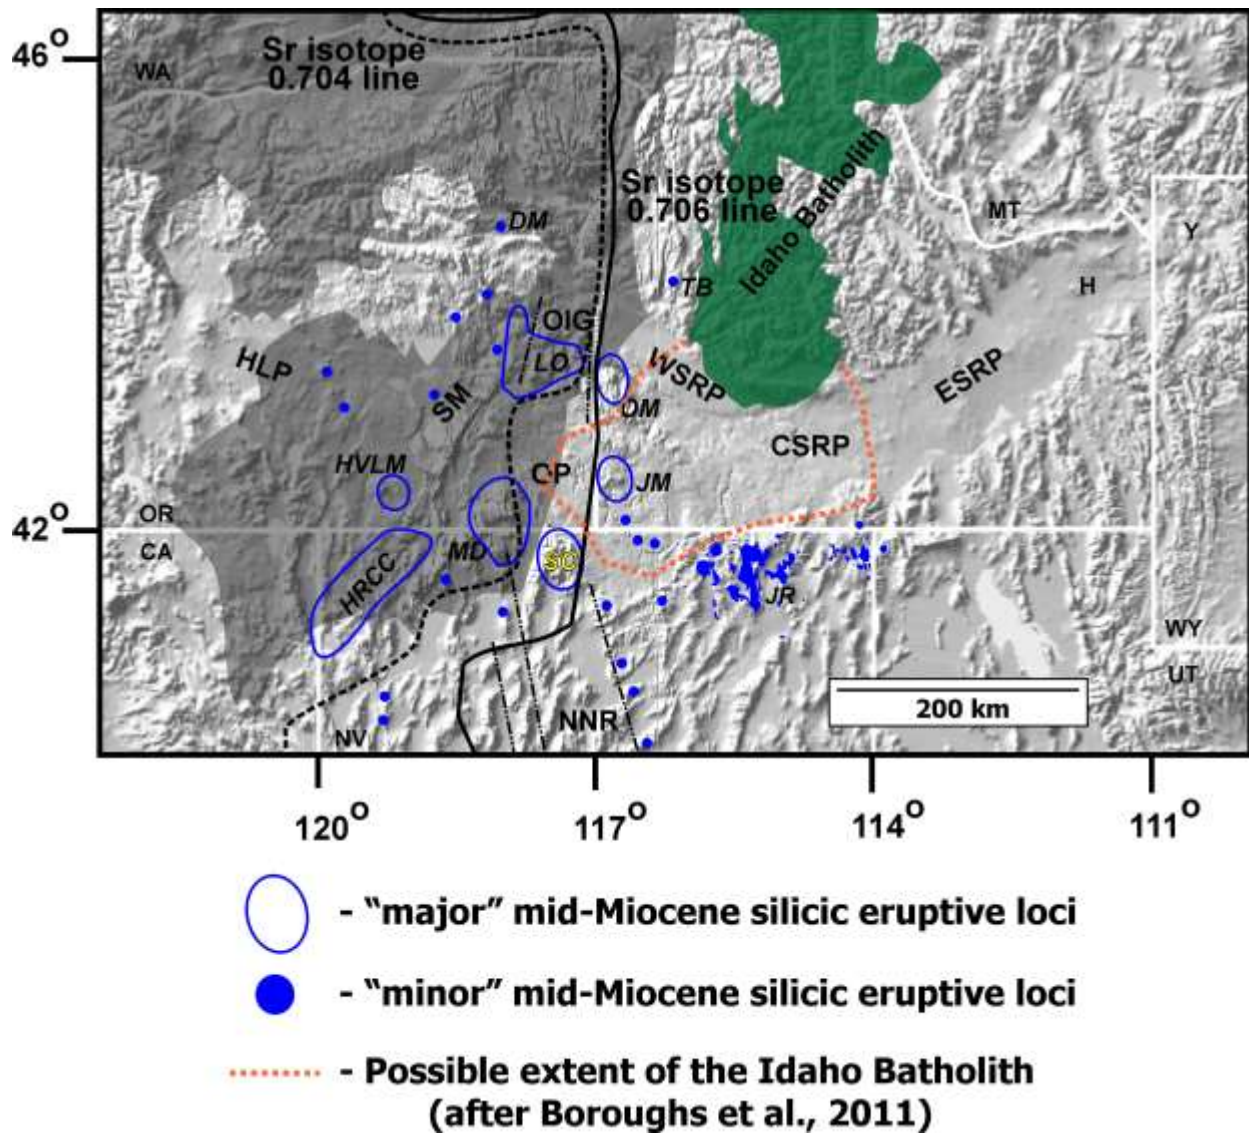 46°
Sr isotope
0.704 line
WA
Sr isotope
0.706 line
Idaho Batholith
MT
Y
DM
TB
H
OIG
LO
HLP
WSRP
ESRP
SM
OM
CSRP
HVLM
OP
JM
42°
OR
CA
MD
SC
HRCC
JR
WY
UT
NNR
NV
200 km
120°
117°
114°
111°
- “major” mid-Miocene silicic eruptive loci
- “minor” mid-Miocene silicic eruptive loci
- Possible extent of the Idaho Batholith
(after Boroughs et al., 2011)